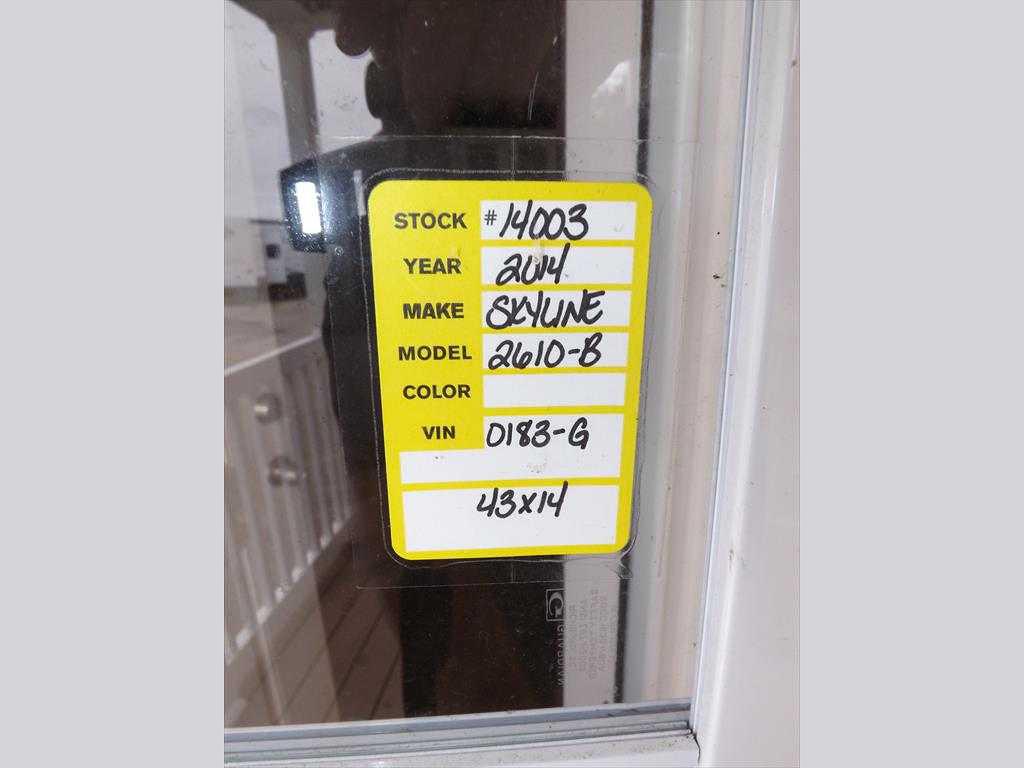 STOCK #14003
YEAR 2014
MAKE SKYLINE
MODEL 2610-B
COLOR
VIN 0183-G
43x14